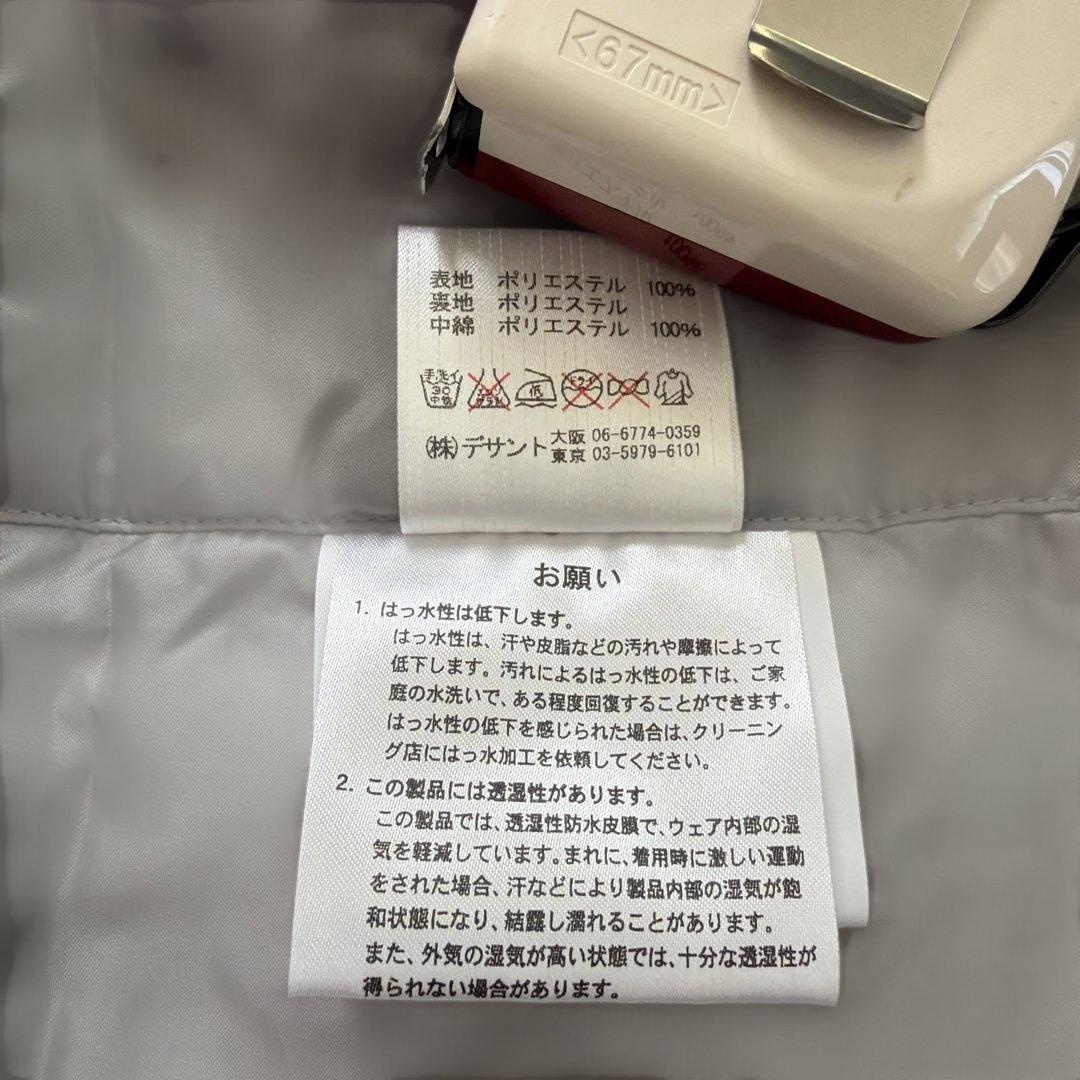 <67mm>
表地 ポリエステル 100%
裏地 ポリエステル
中綿 ポリエステル 100%
手洗イ
30
中性
低
(株)デサント 大阪 06-6774-0359
東京 03-5979-6101
お願い
1. はっ水性は低下します。
はっ水性は、汗や皮脂などの汚れや摩擦によって
低下します。汚れによるはっ水性の低下は、ご家
庭の水洗いで、ある程度回復することができます。
はっ水性の低下を感じられた場合は、クリーニン
グ店にはっ水加工を依頼してください。
2. この製品には透湿性があります。
この製品では、透湿性防水皮膜で、ウェア内部の湿
気を軽減しています。まれに、着用時に激しい運動
をされた場合、汗などにより製品内部の湿気が飽
和状態になり、結露し濡れることがあります。
また、外気の湿気が高い状態では、十分な透湿性が
得られない場合があります。